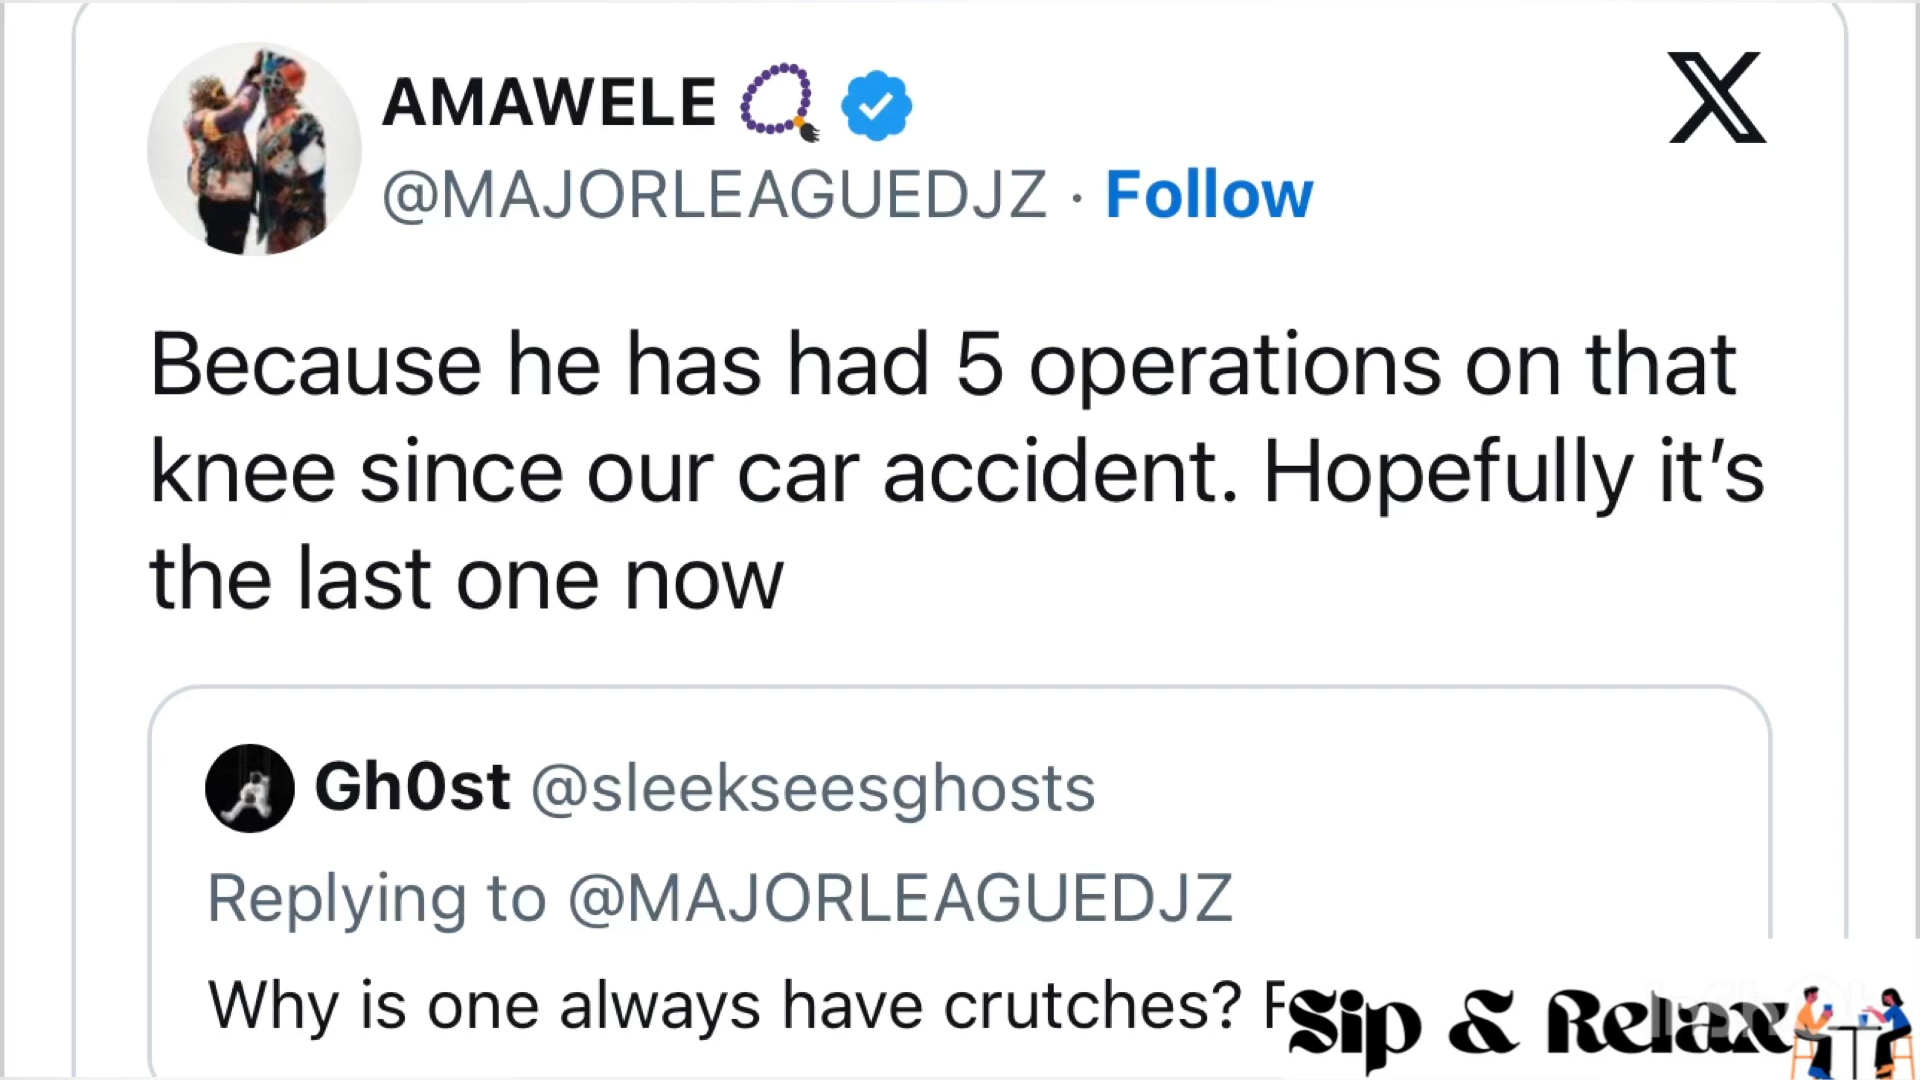 AMAWELE
@MAJORLEAGUEDJZ · Follow
Because he has had 5 operations on that
knee since our car accident. Hopefully it’s
the last one now
Gh0st @sleekseesghosts
Replying to @MAJORLEAGUEDJZ
Why is one always have crutches?
Sip & Relax